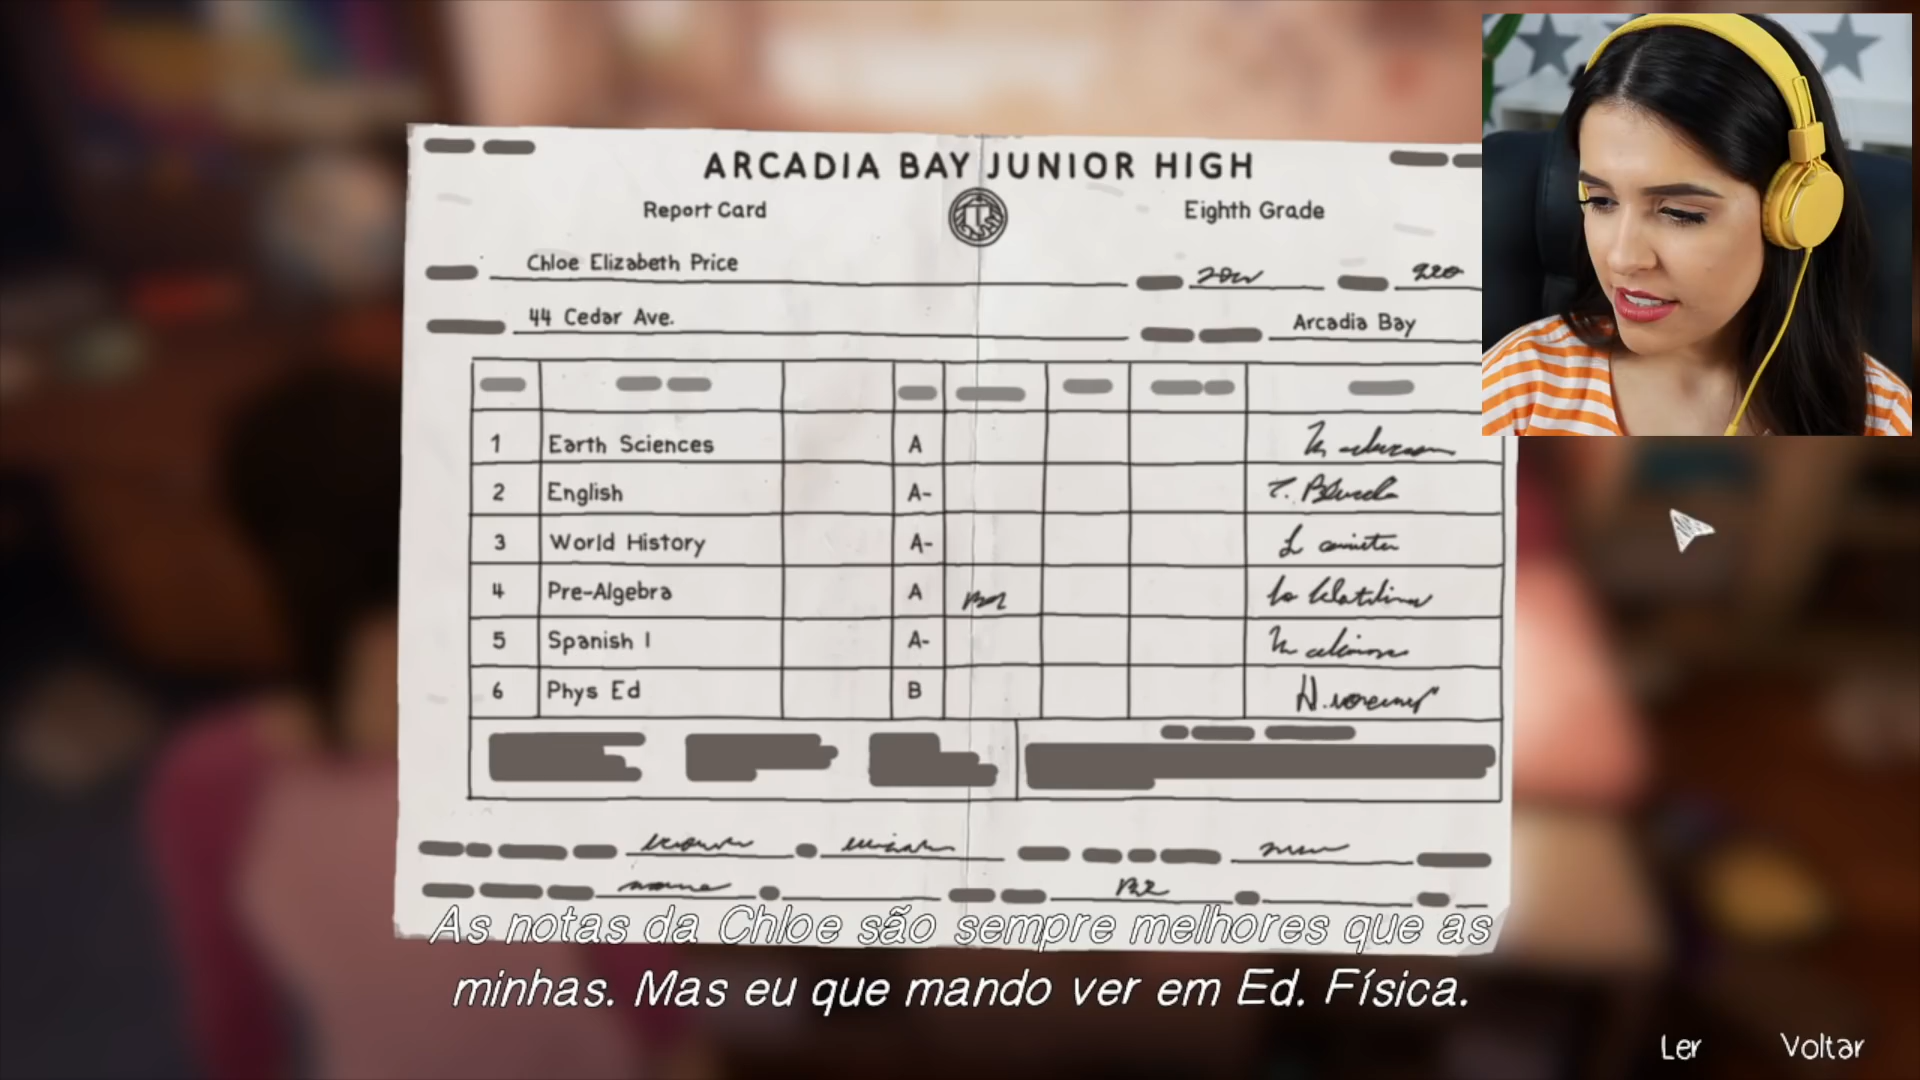 ARCADIA BAY JUNIOR HIGH
Report Card
Eighth Grade
Chloe Elizabeth Price
44 Cedar Ave.
Arcadia Bay
1 Earth Sciences A
2 English A-
3 World History A-
4 Pre-Algebra A
5 Spanish I A-
6 Phys Ed B
As notas da Chloe são sempre melhores que as
minhas. Mas eu que mando ver em Ed. Física.
Ler Voltar